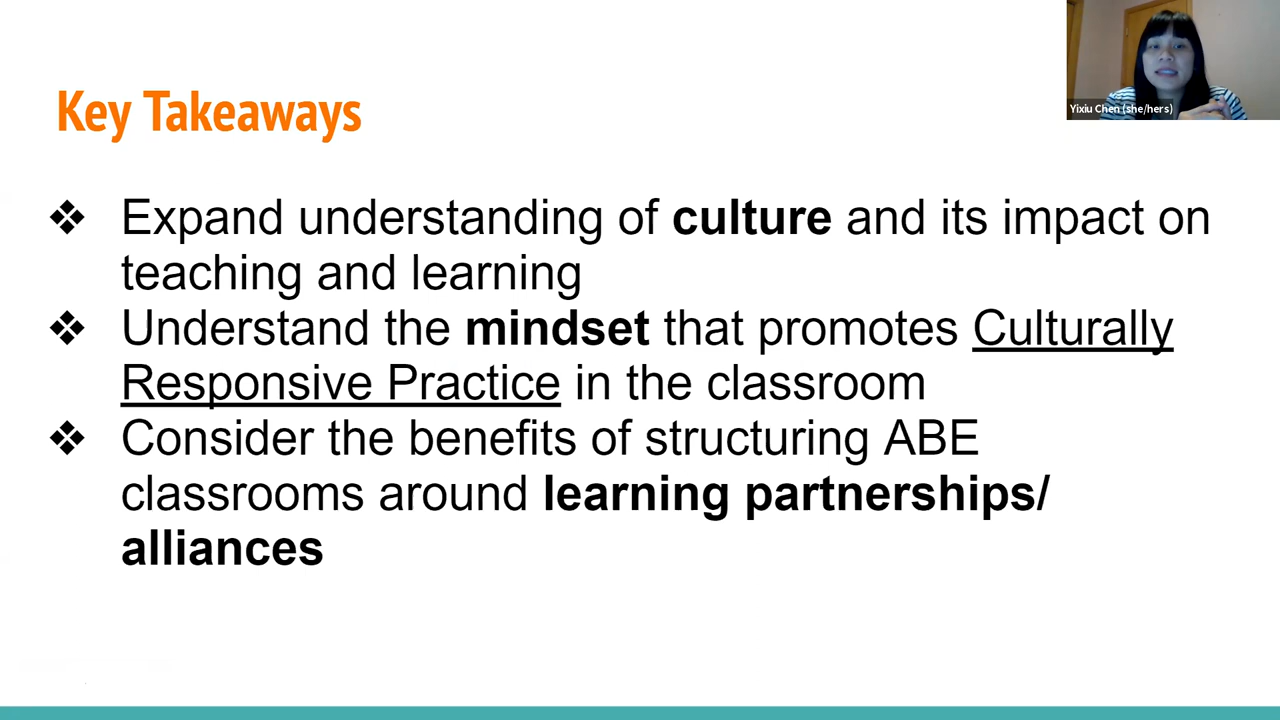 Yixiu Chen (she/hers)
Key Takeaways
❖ Expand understanding of culture and its impact on
teaching and learning
❖ Understand the mindset that promotes Culturally
Responsive Practice in the classroom
❖ Consider the benefits of structuring ABE
classrooms around learning partnerships/
alliances